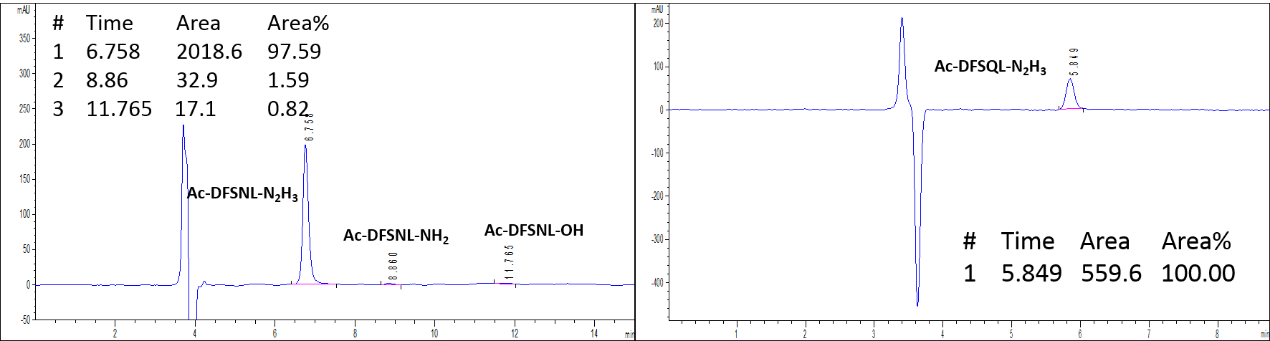 mAU
# Time Area Area%
1 6.758 2018.6 97.59
2 8.86 32.9 1.59
3 11.765 17.1 0.82
350
300
250
200
150
100
50
0
-50
6.758
Ac-DFSNL-N₂H₃
Ac-DFSNL-NH₂
8.860
Ac-DFSNL-OH
11.765
2 4 6 8 10 12 14 min
mAU
200
100
0
-100
-200
-300
-400
Ac-DFSQL-N₂H₃
5.849
# Time Area Area%
1 5.849 559.6 100.00
1 2 3 4 5 6 7 8 min